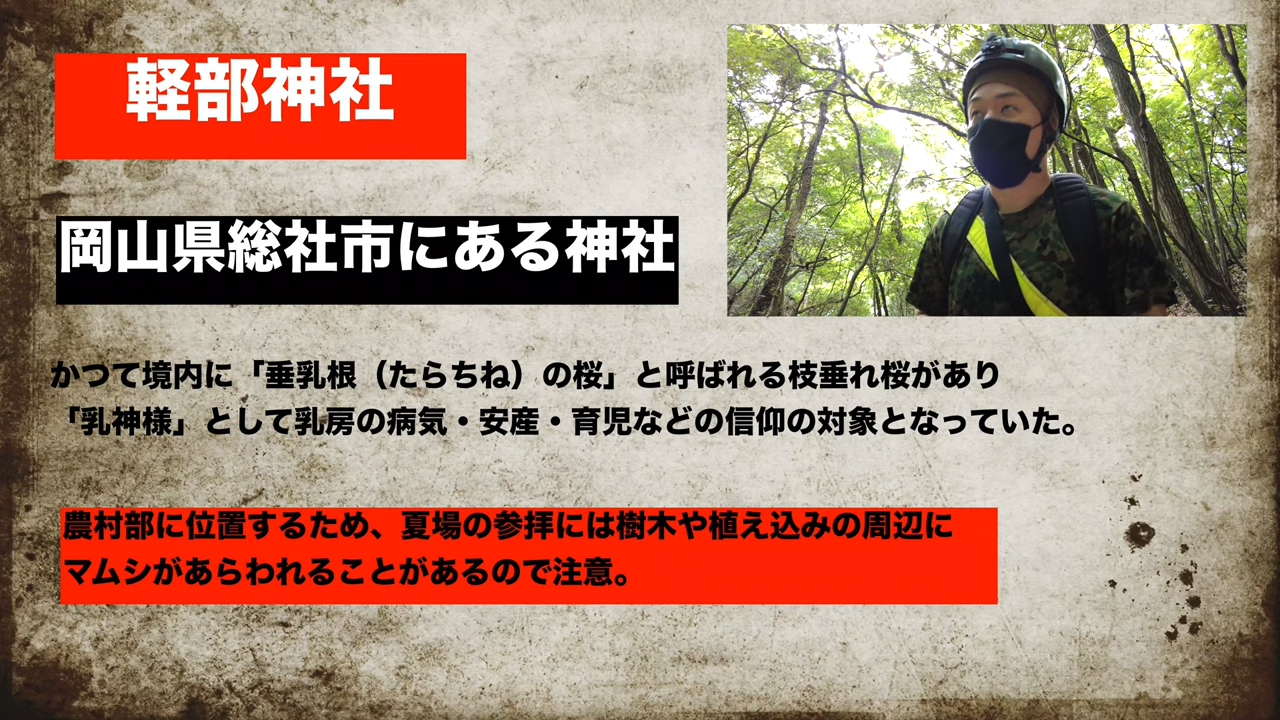 軽部神社
岡山県総社市にある神社
かつて境内に「垂乳根（たらちね）の桜」と呼ばれる枝垂れ桜があり
「乳神様」として乳房の病気・安産・育児などの信仰の対象となっていた。
農村部に位置するため、夏場の参拝には樹木や植え込みの周辺に
マムシがあらわれることがあるので注意。